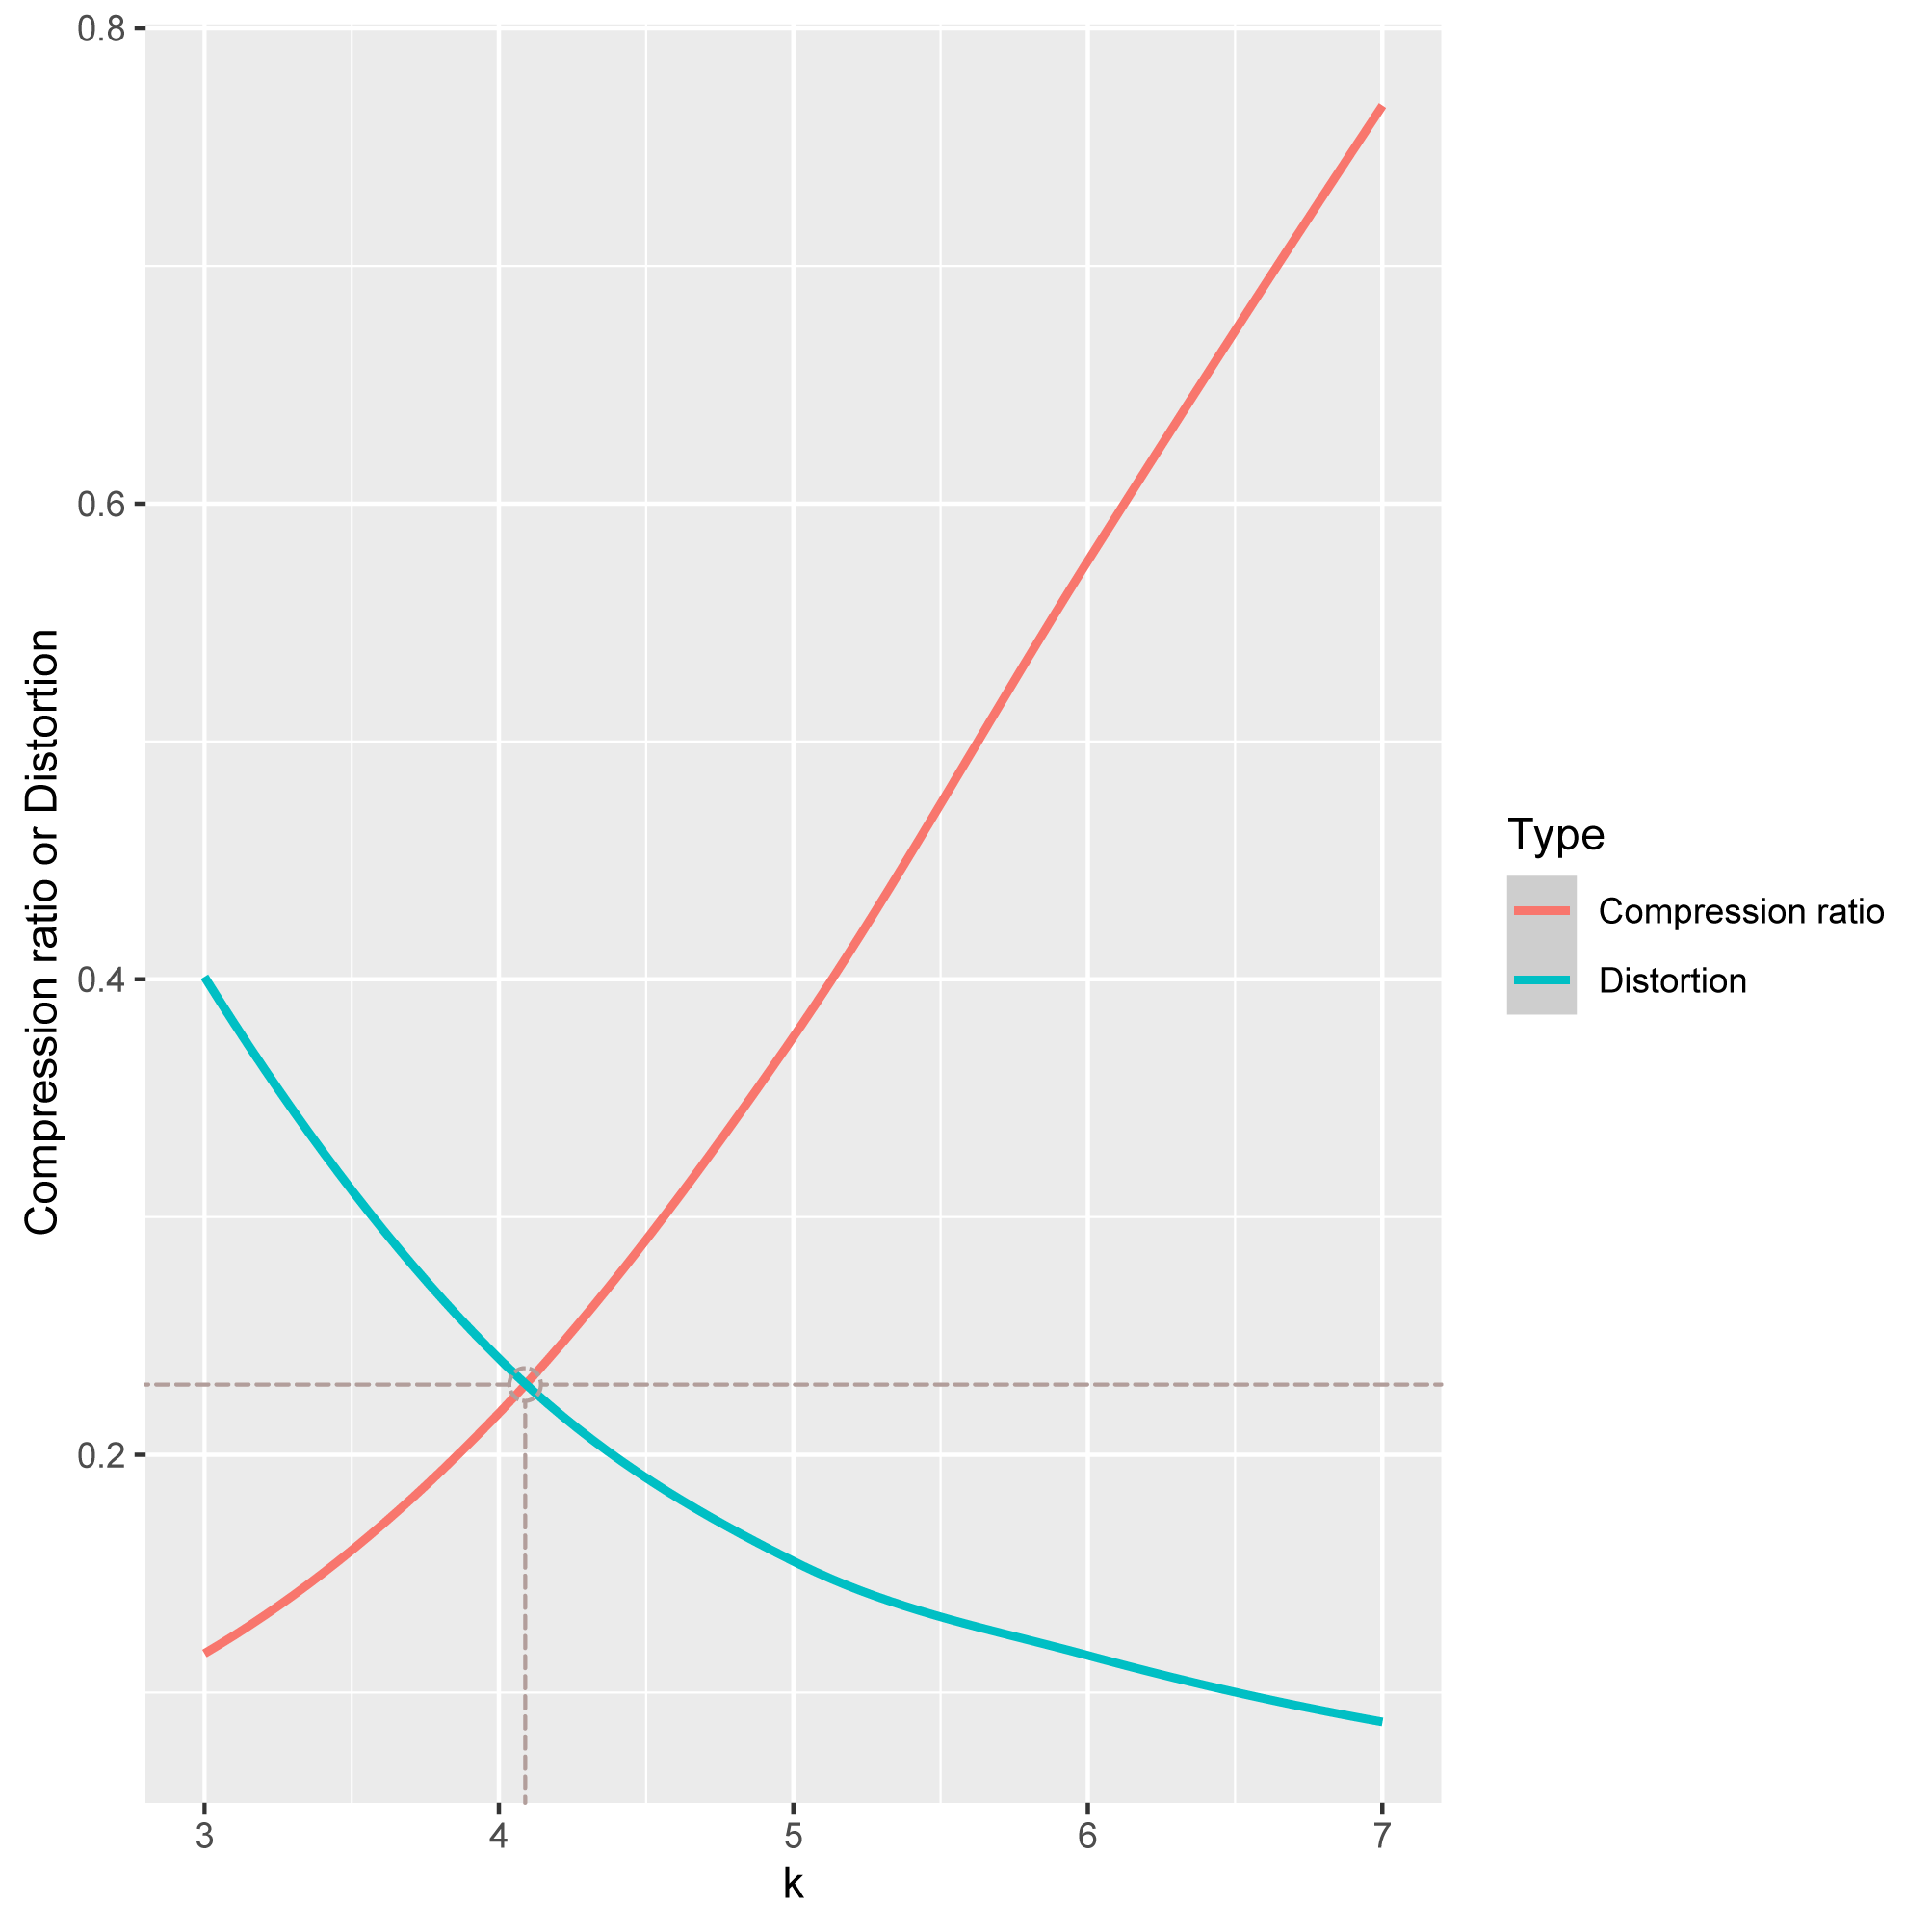 0.8
0.6
0.4
0.2
Compression ratio or Distortion
3 4 5 6 7
k
Type
Compression ratio
Distortion